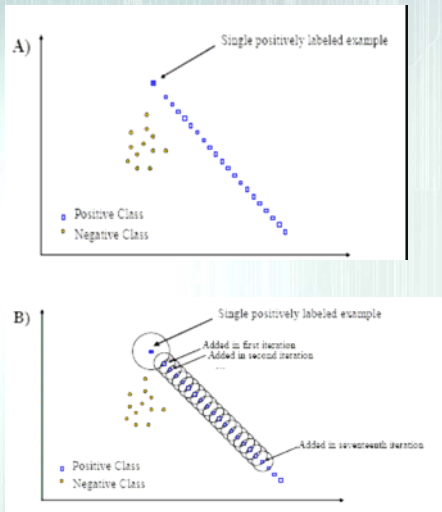 A)
Single positively labeled example
Positive Class
Negative Class
B)
Single positively labeled example
Added in first iteration
Added in second iteration
...
Added in seventeenth iteration
Positive Class
Negative Class